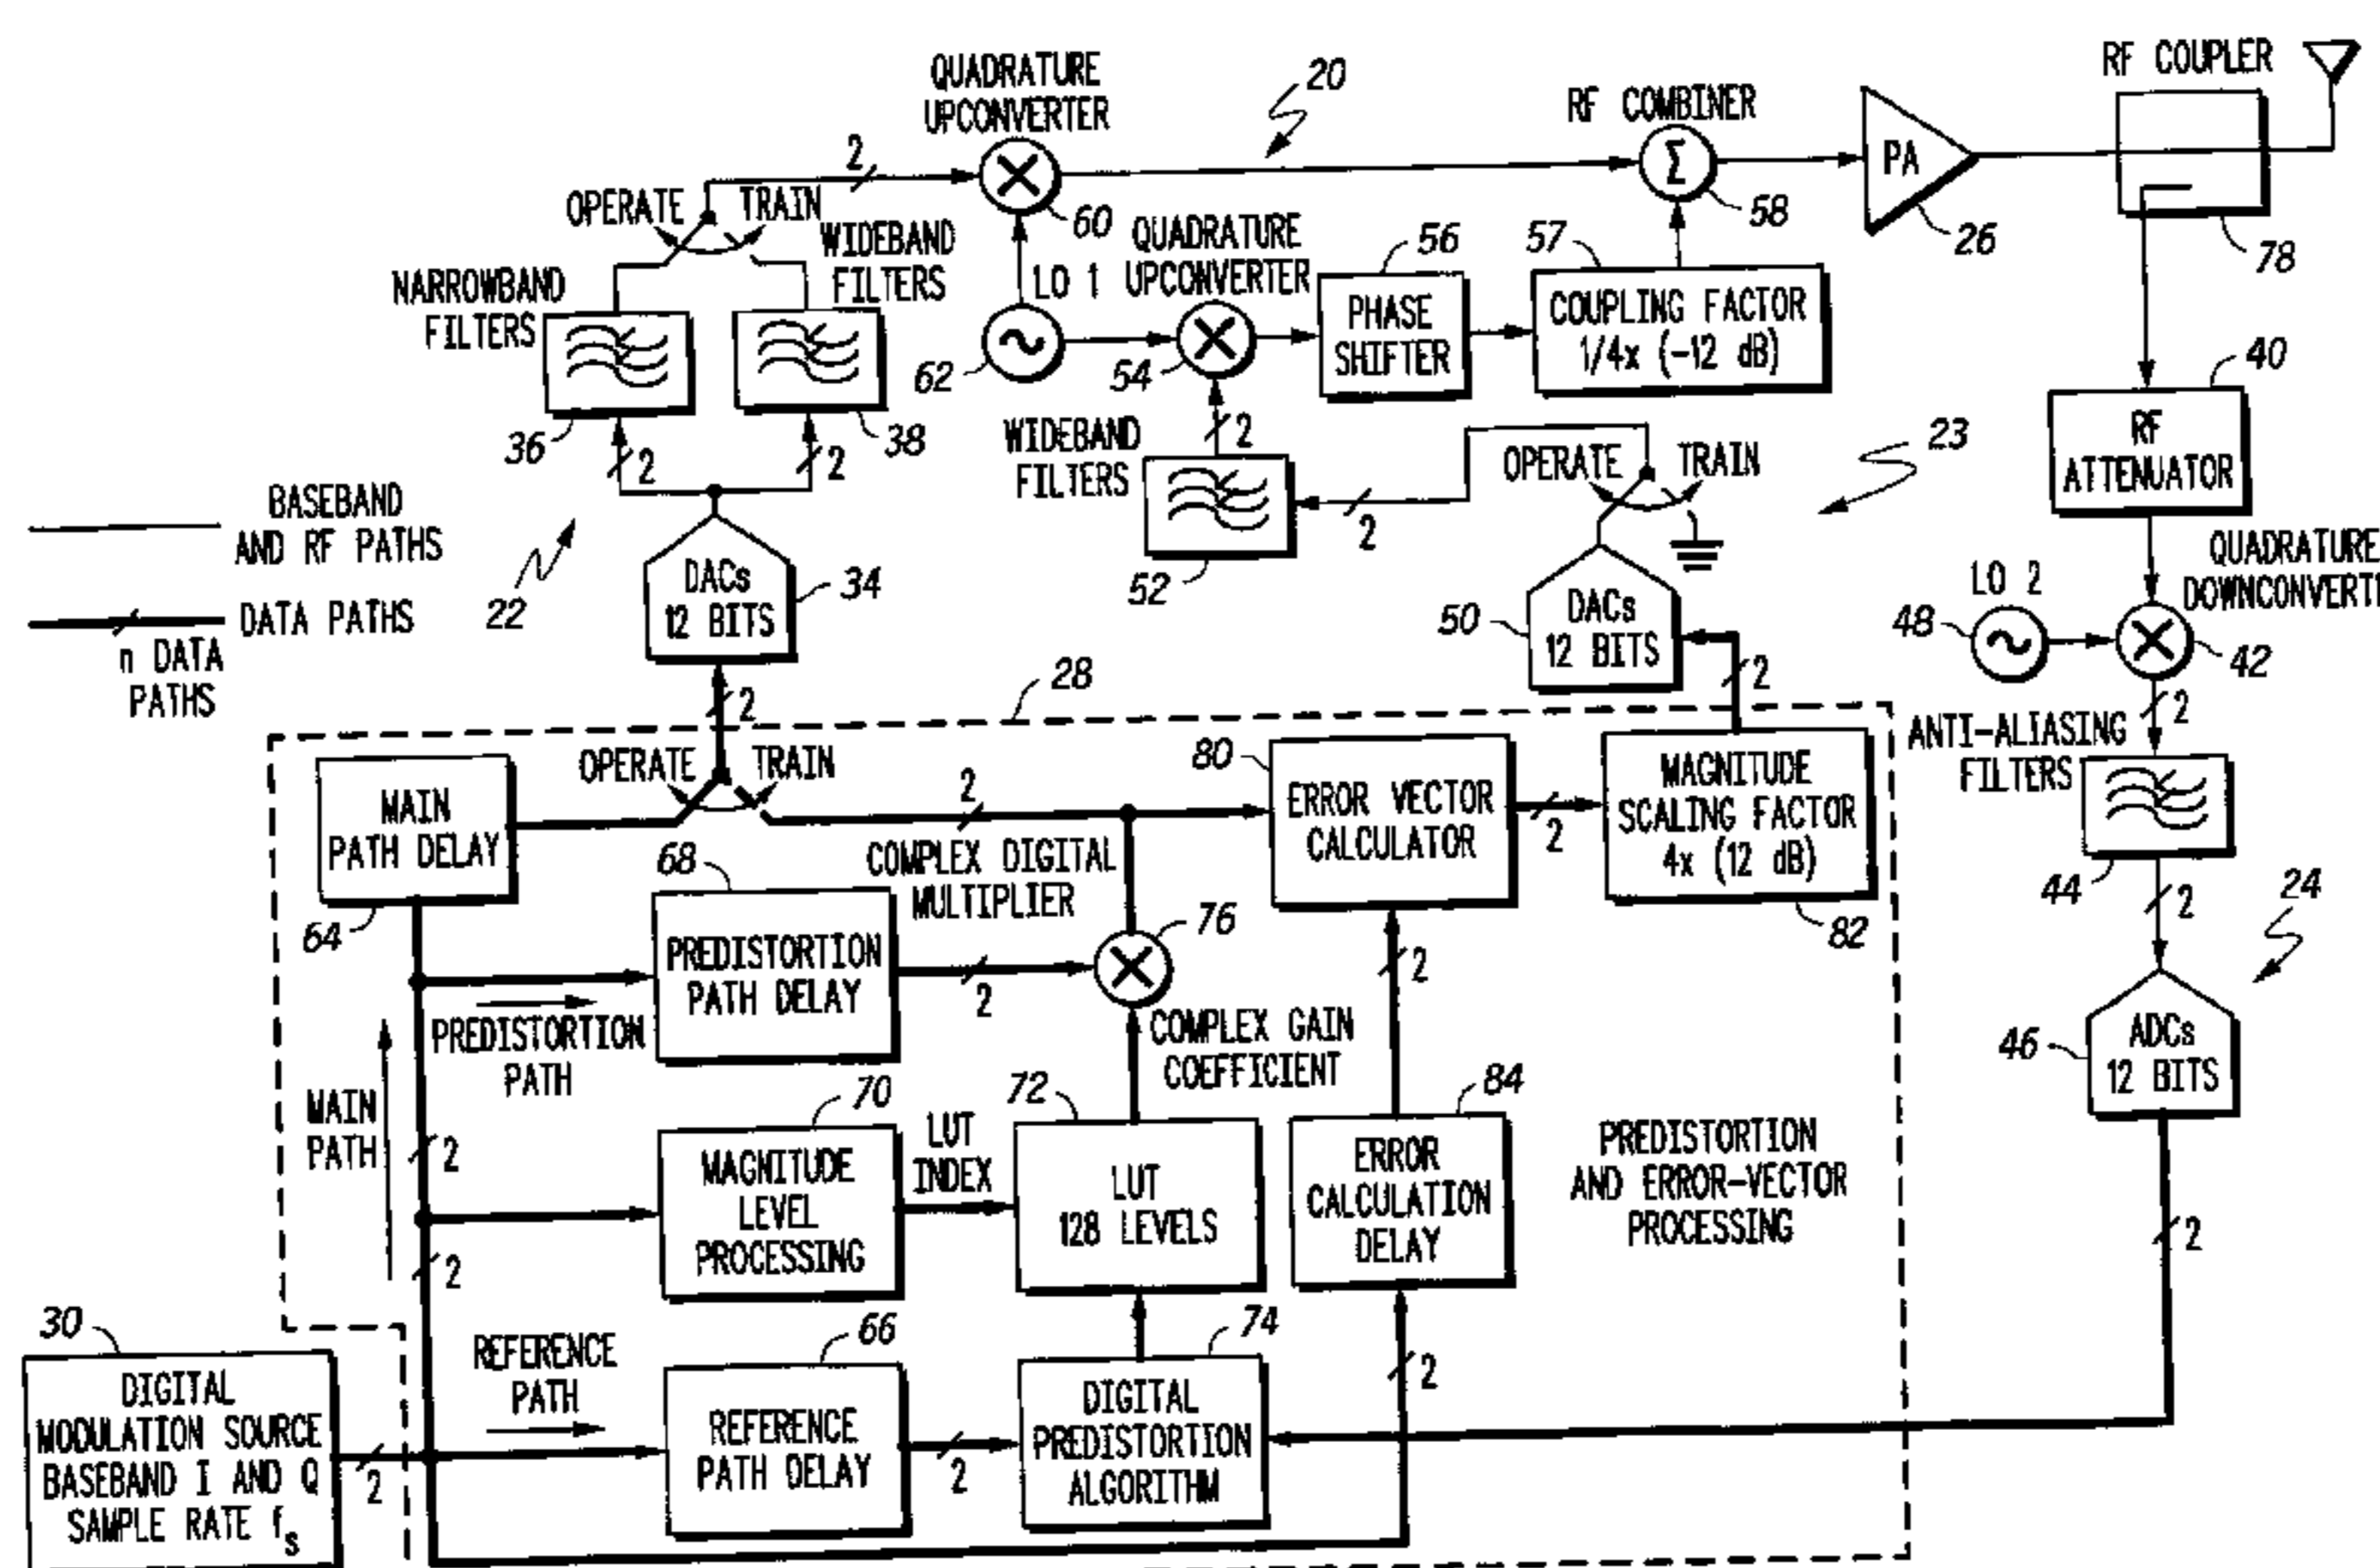 RF COUPLER
QUADRATURE
UPCONVERTER
20
RF COMBINER
2
PA
OPERATE
TRAIN
60
58
26
78
WIDEBAND
FILTERS
QUADRATURE
UPCONVERTER
56
57
NARROWBAND
FILTERS
LO 1
PHASE
SHIFTER
COUPLING FACTOR
1/4x (-12 dB)
62
54
40
36
2
2
38
WIDEBAND
FILTERS
2
OPERATE
TRAIN
23
RF
ATTENUATOR
BASEBAND
AND RF PATHS
2
52
QUADRATURE
DOWNCONVERTE
22
DACs
12 BITS
34
50
DACs
12 BITS
LO 2
48
42
DATA PATHS
n DATA
PATHS
2
28
2
2
OPERATE
TRAIN
80
ANTI-ALIASING
FILTERS
MAIN
PATH DELAY
2
ERROR VECTOR
CALCULATOR
2
MAGNITUDE
SCALING FACTOR
4x (12 dB)
64
68
COMPLEX DIGITAL
MULTIPLIER
44
2
24
82
PREDISTORTION
PATH DELAY
2
76
2
PREDISTORTION
PATH
COMPLEX GAIN
COEFFICIENT
46
ADCs
12 BITS
MAIN
PATH
2
70
72
84
LUT
INDEX
MAGNITUDE
LEVEL
PROCESSING
LUT
128 LEVELS
ERROR
CALCULATION
DELAY
PREDISTORTION
AND ERROR-VECTOR
PROCESSING
2
2
30
REFERENCE
PATH
66
74
2
DIGITAL
MODULATION SOURCE
BASEBAND I AND Q
SAMPLE RATE fs
2
REFERENCE
PATH DELAY
2
DIGITAL
PREDISTORTION
ALGORITHM